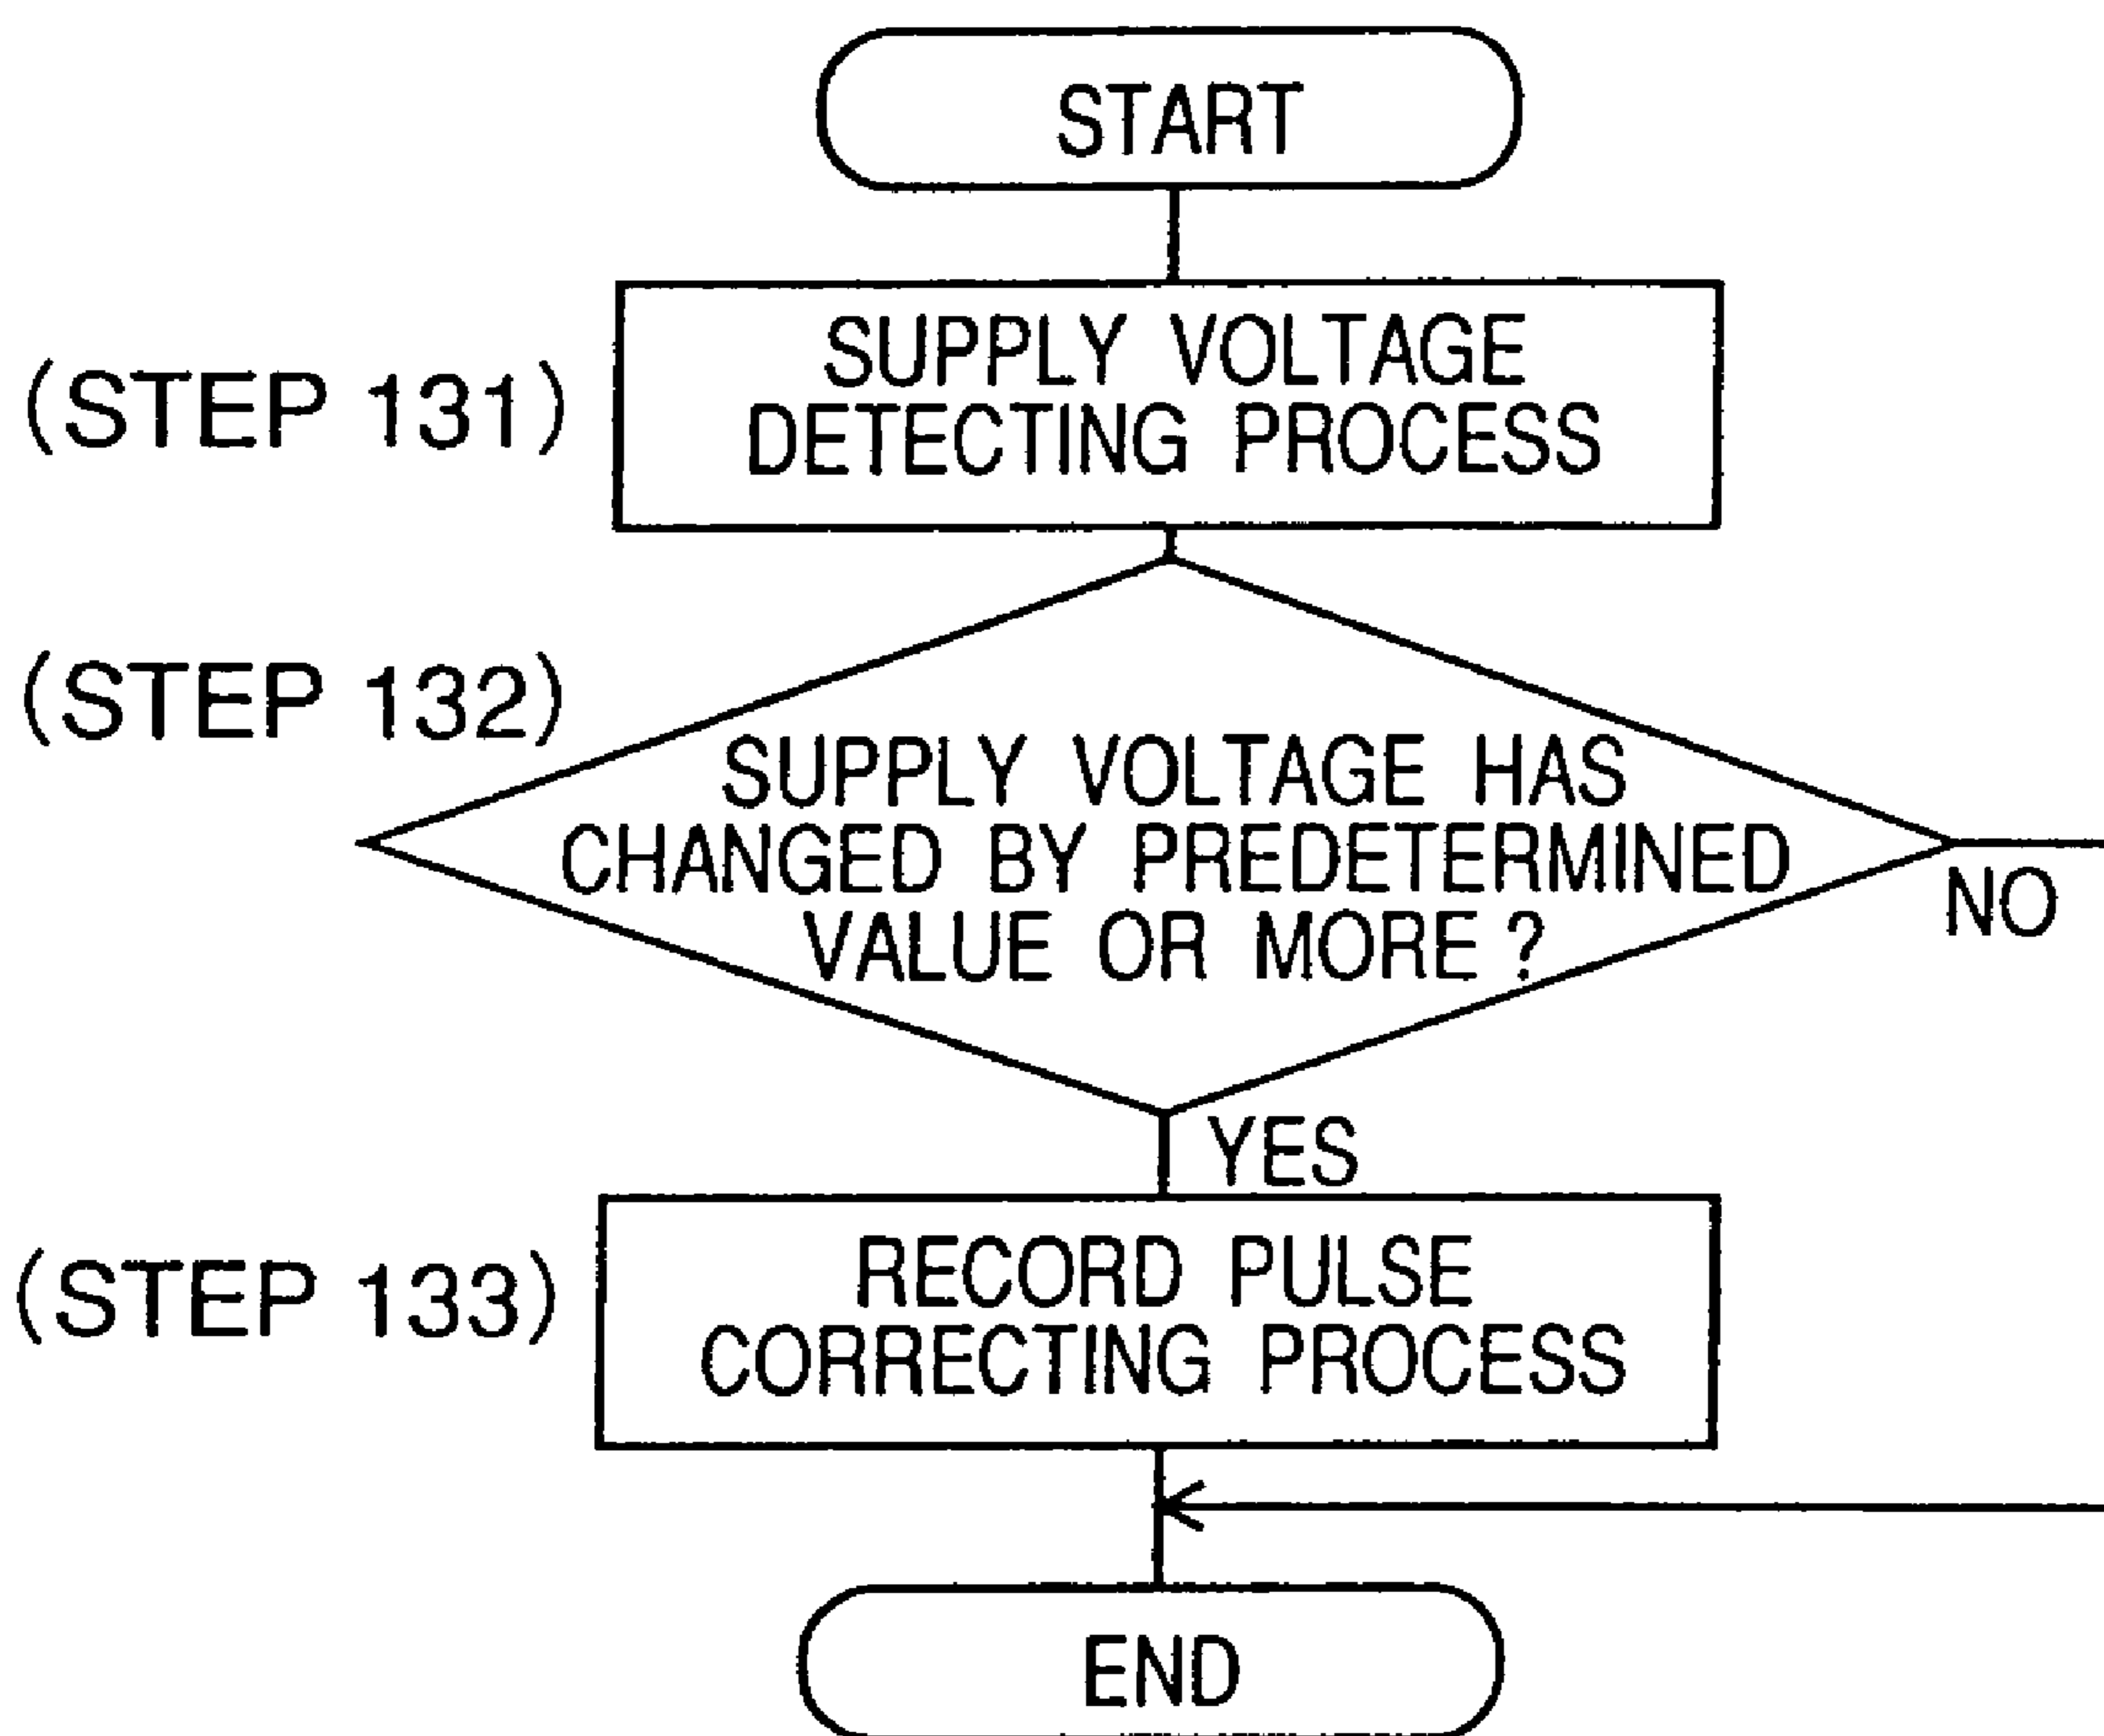 START
(STEP 131)
SUPPLY VOLTAGE
DETECTING PROCESS
(STEP 132)
SUPPLY VOLTAGE HAS
CHANGED BY PREDETERMINED
VALUE OR MORE ?
NO
YES
(STEP 133)
RECORD PULSE
CORRECTING PROCESS
END